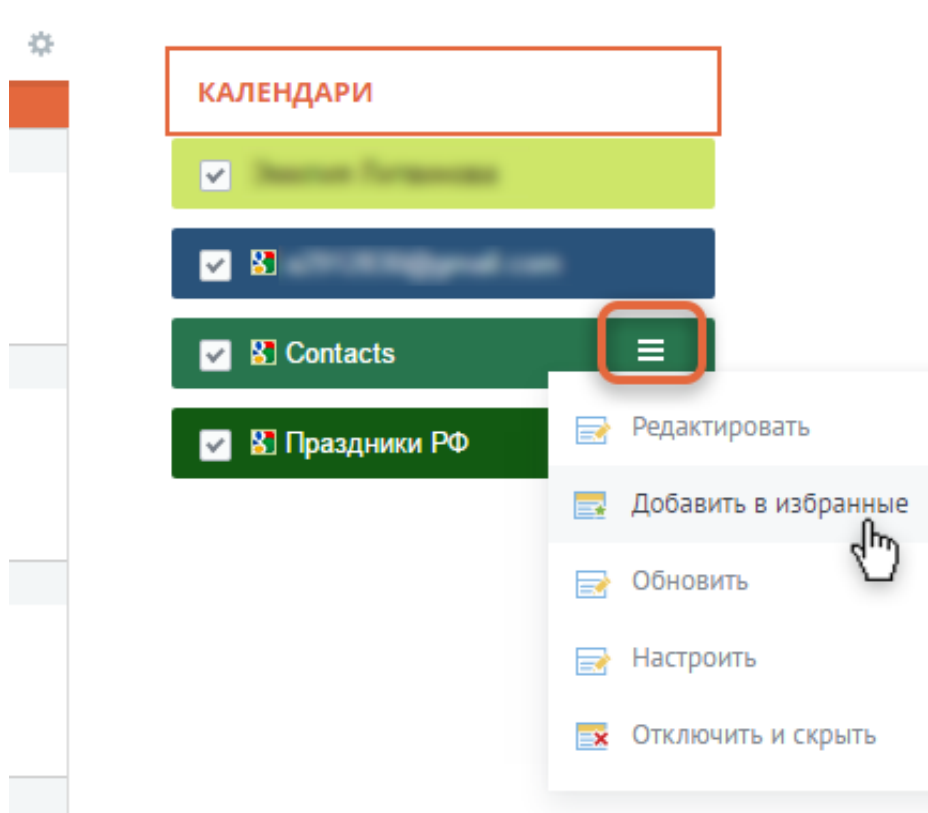 КАЛЕНДАРИ
Contacts
Праздники РФ
Редактировать
Добавить в избранные
Обновить
Настроить
Отключить и скрыть